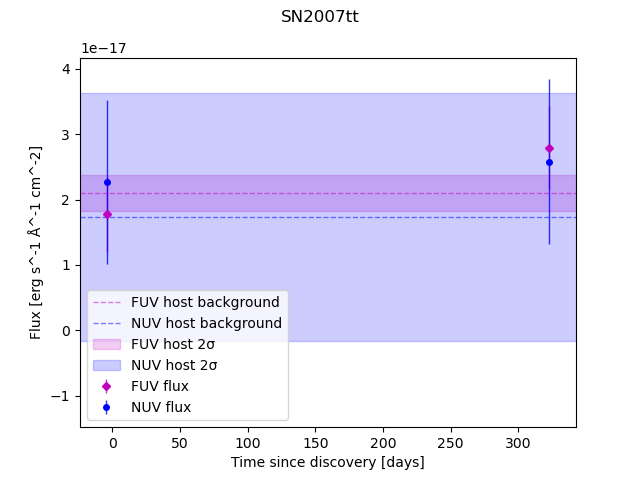 SN2007tt
1e−17
4
3
2
1
0
−1
Flux [erg s^-1 Å^-1 cm^-2]
FUV host background
NUV host background
FUV host 2σ
NUV host 2σ
FUV flux
NUV flux
0 50 100 150 200 250 300
Time since discovery [days]